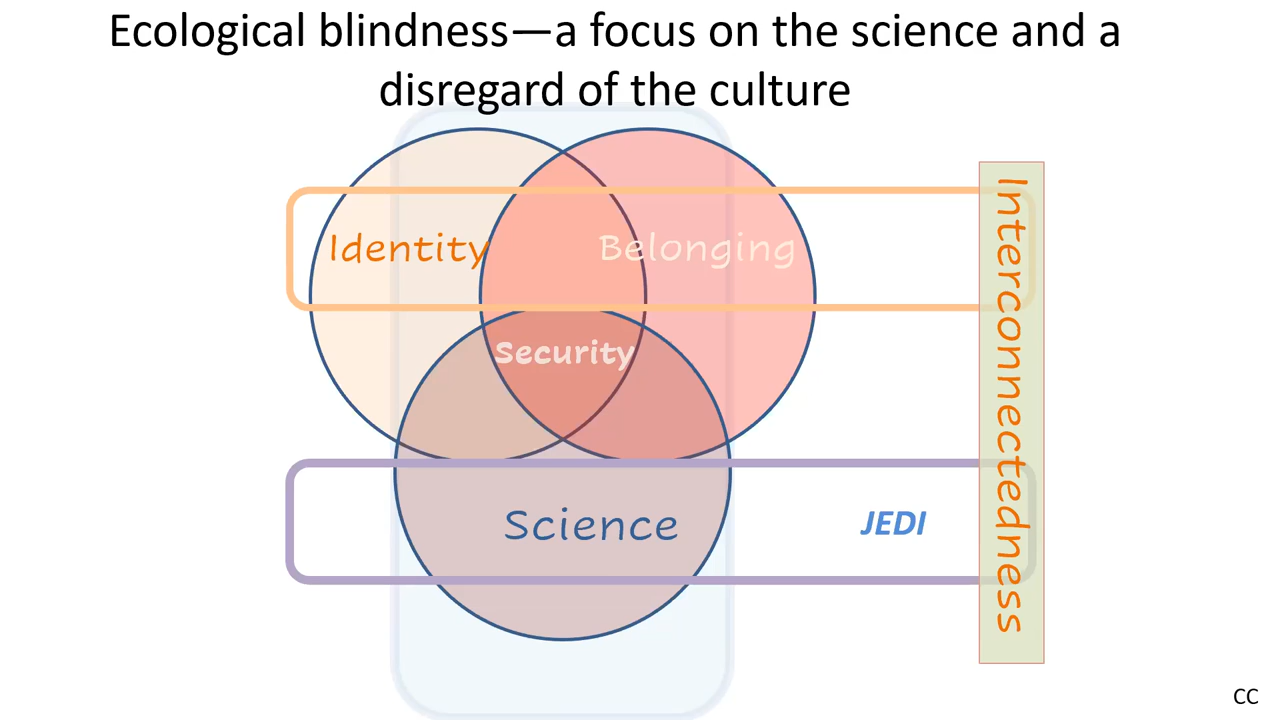 Ecological blindness—a focus on the science and a
disregard of the culture
Identity
Belonging
Security
Science
JEDI
Interconnectedness
CC